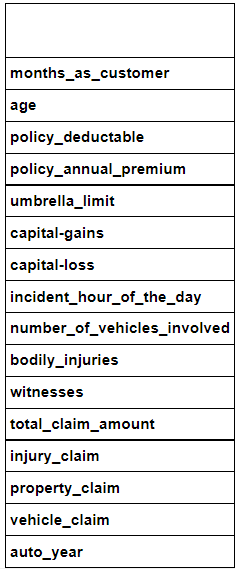 months_as_customer
age
policy_deductable
policy_annual_premium
umbrella_limit
capital-gains
capital-loss
incident_hour_of_the_day
number_of_vehicles_involved
bodily_injuries
witnesses
total_claim_amount
injury_claim
property_claim
vehicle_claim
auto_year